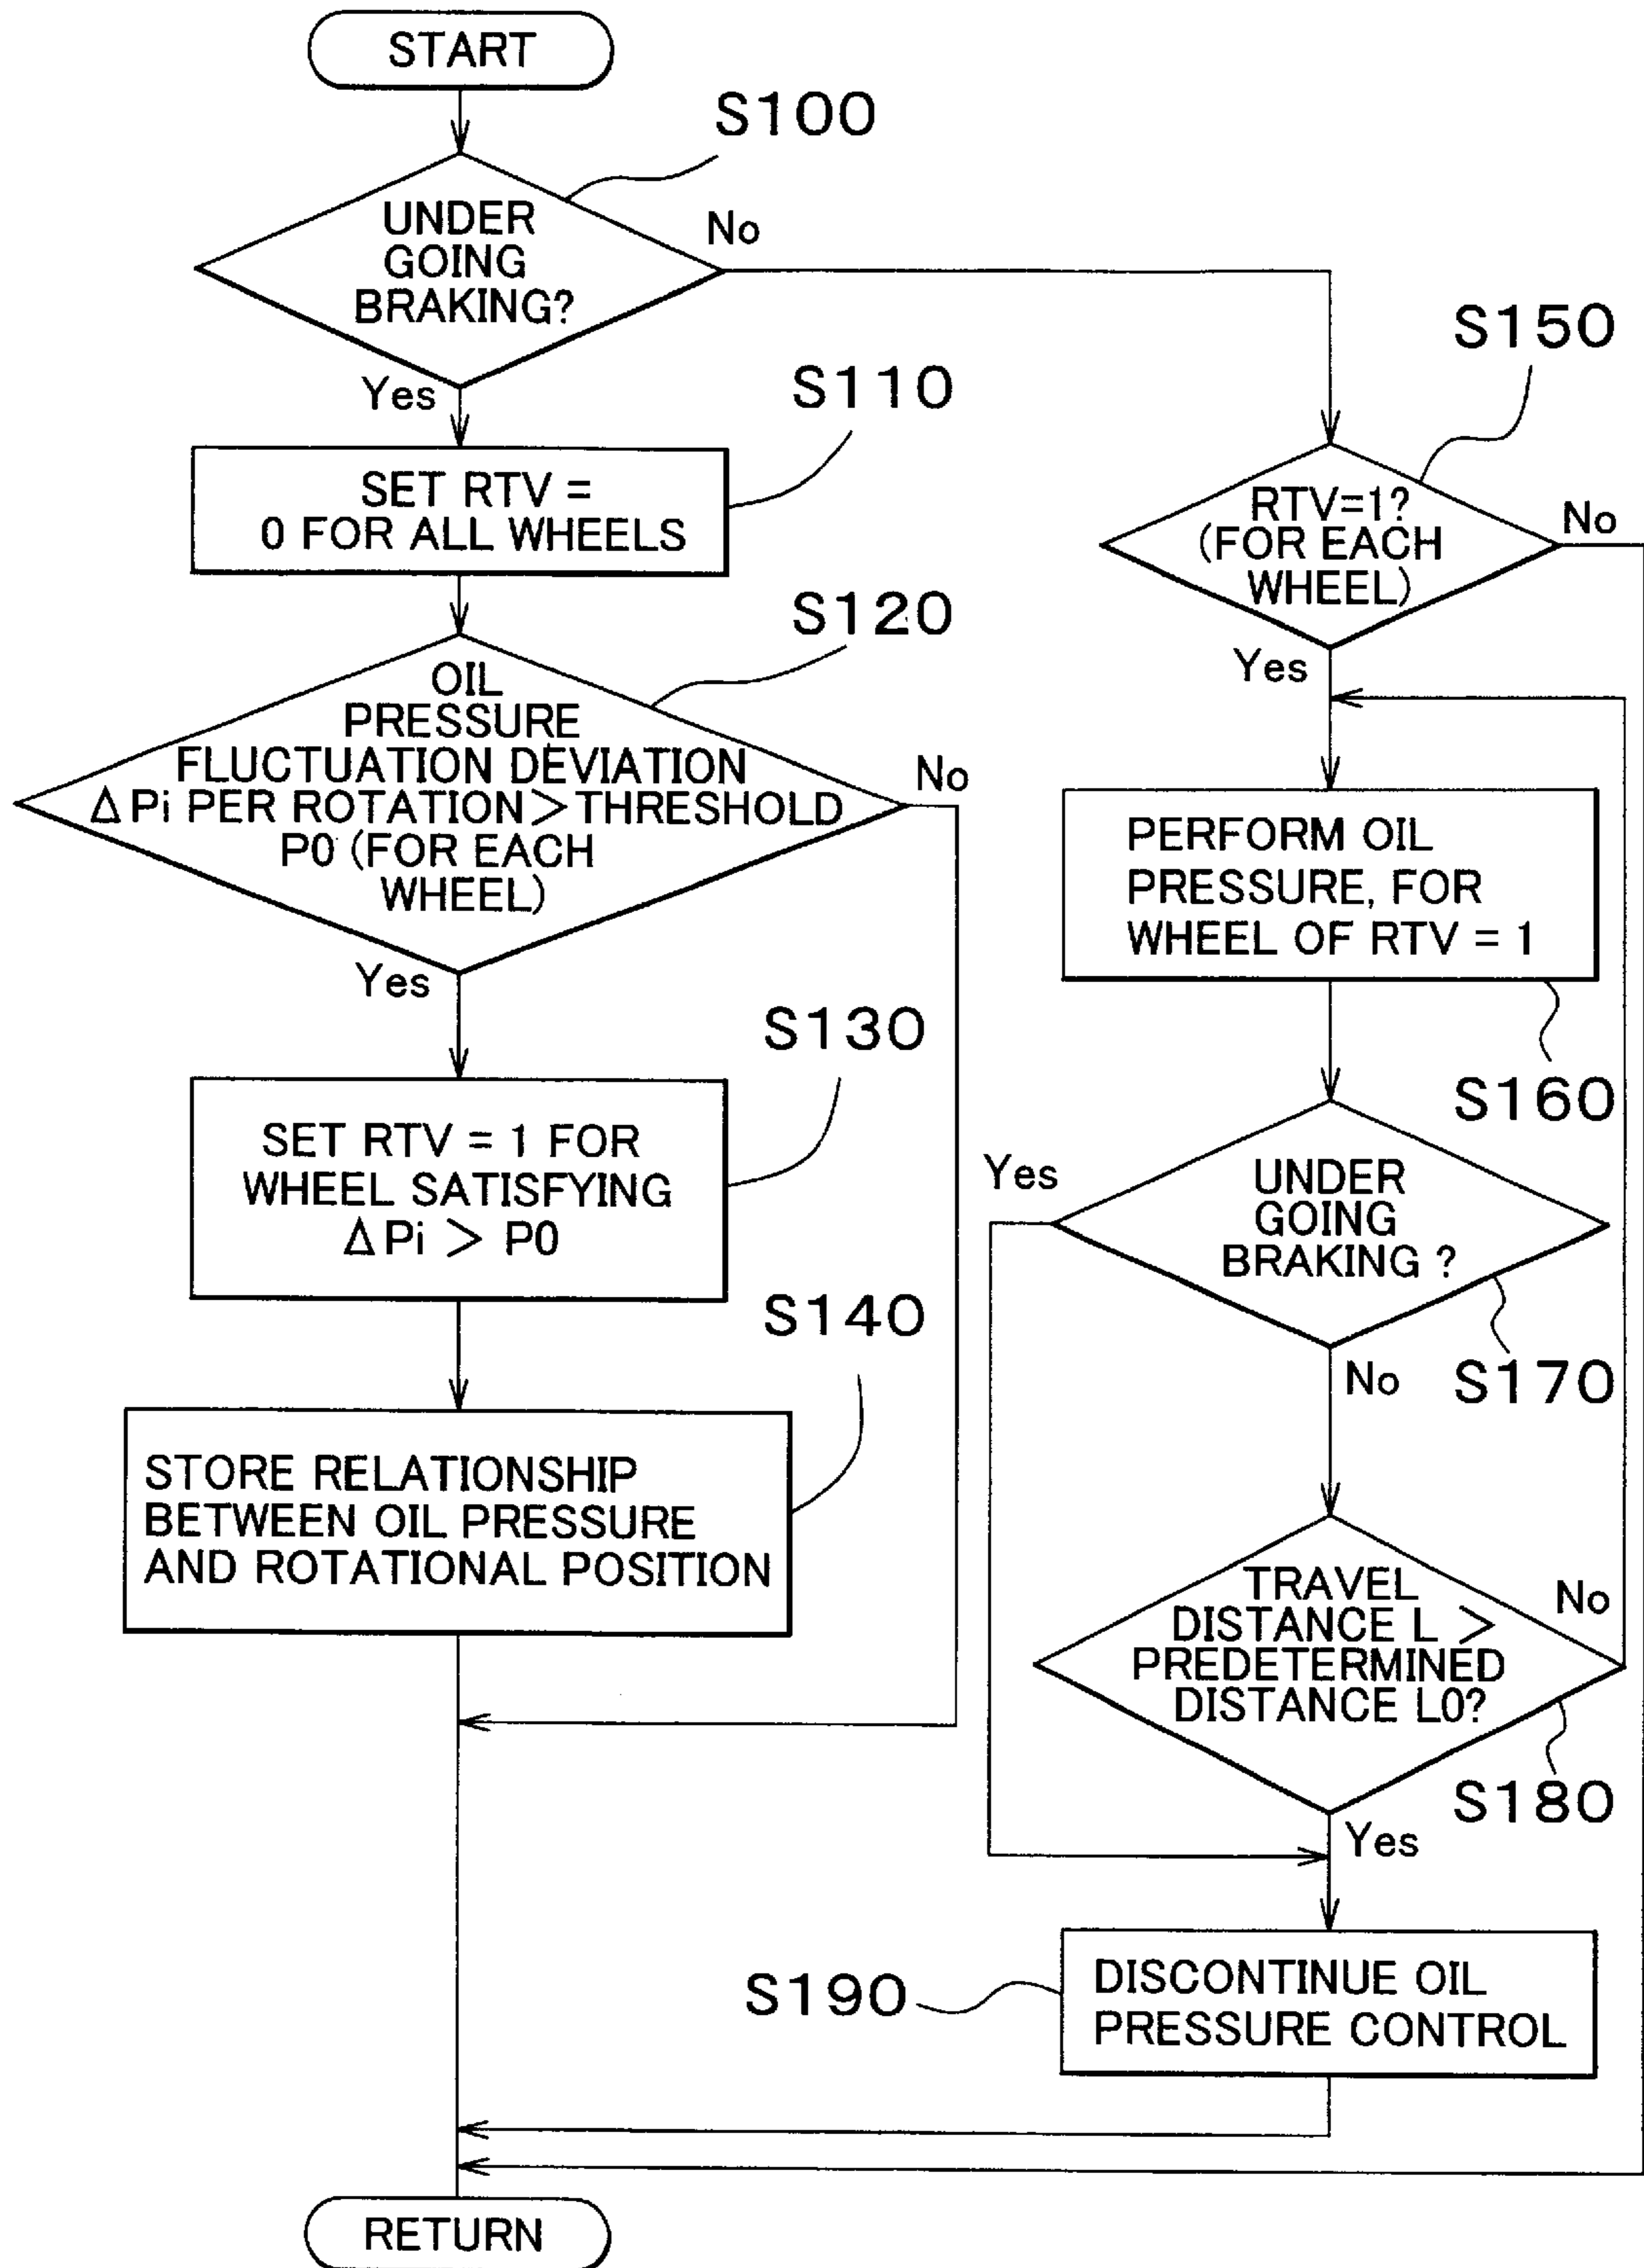 START
S100
UNDER
GOING
BRAKING?
No
Yes
S110
SET RTV =
0 FOR ALL WHEELS
S120
OIL
PRESSURE
FLUCTUATION DEVIATION
ΔPi PER ROTATION > THRESHOLD
P0 (FOR EACH
WHEEL)
No
Yes
S130
SET RTV = 1 FOR
WHEEL SATISFYING
ΔPi > P0
S140
STORE RELATIONSHIP
BETWEEN OIL PRESSURE
AND ROTATIONAL POSITION
S150
RTV=1?
(FOR EACH
WHEEL)
No
Yes
PERFORM OIL
PRESSURE, FOR
WHEEL OF RTV = 1
S160
Yes
UNDER
GOING
BRAKING ?
No
S170
TRAVEL
DISTANCE L >
PREDETERMINED
DISTANCE L0?
No
S180
Yes
S190
DISCONTINUE OIL
PRESSURE CONTROL
RETURN